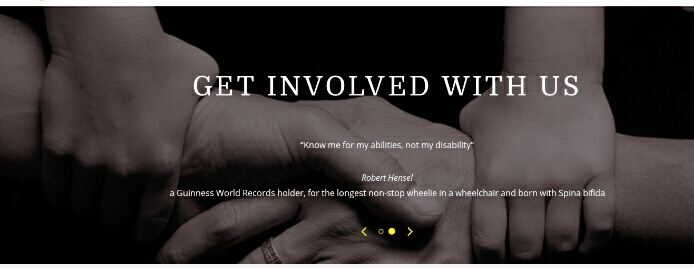 GET INVOLVED WITH US
“Know me for my abilities, not my disability”
Robert Hensel
a Guinness World Records holder, for the longest non-stop wheelie in a wheelchair and born with Spina bifida